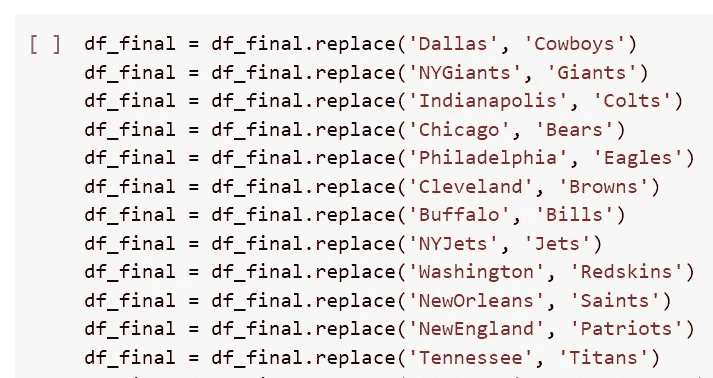 [ ] df_final = df_final.replace('Dallas', 'Cowboys')
df_final = df_final.replace('NYGiants', 'Giants')
df_final = df_final.replace('Indianapolis', 'Colts')
df_final = df_final.replace('Chicago', 'Bears')
df_final = df_final.replace('Philadelphia', 'Eagles')
df_final = df_final.replace('Cleveland', 'Browns')
df_final = df_final.replace('Buffalo', 'Bills')
df_final = df_final.replace('NYJets', 'Jets')
df_final = df_final.replace('Washington', 'Redskins')
df_final = df_final.replace('NewOrleans', 'Saints')
df_final = df_final.replace('NewEngland', 'Patriots')
df_final = df_final.replace('Tennessee', 'Titans')